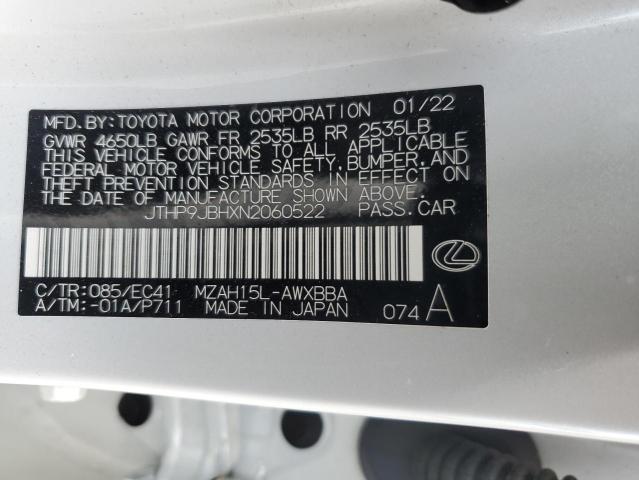 MFD. BY: TOYOTA MOTOR CORPORATION 01/22
GVWR 4650LB GAWR FR 2535LB RR 2535LB
THIS VEHICLE CONFORMS TO ALL APPLICABLE
FEDERAL MOTOR VEHICLE SAFETY, BUMPER, AND
THEFT PREVENTION STANDARDS IN EFFECT ON
THE DATE OF MANUFACTURE SHOWN ABOVE.
JTHP9JBHXN2060522 PASS. CAR
C/TR: 085/EC41 MZAH15L-AWXBBA
A/TM: -01A/P711 MADE IN JAPAN 074 A